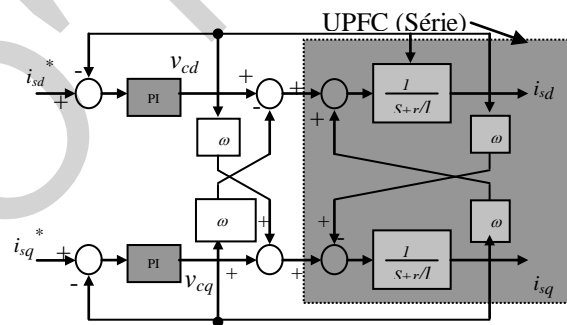 UPFC (Série)
i_sd*
-
+
PI
v_cd
+
-
+
+
1
S+r/l
i_sd
ω
ω
ω
ω
+
+
+
-
i_sq*
+
-
PI
v_cq
+
+
1
S+r/l
i_sq